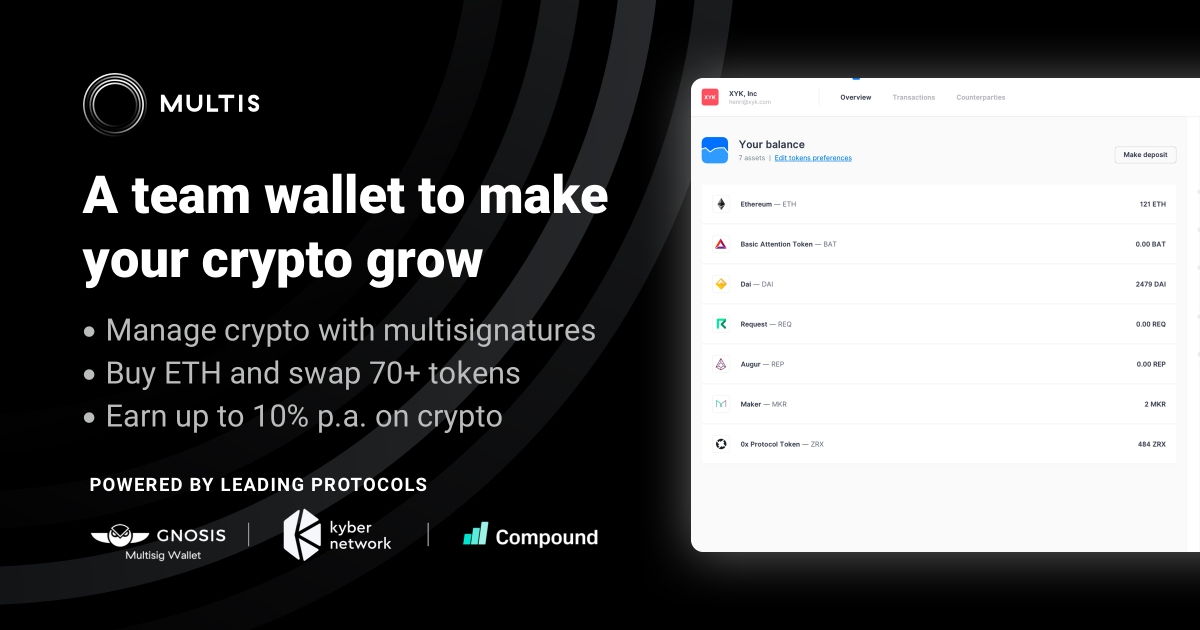 MULTIS
A team wallet to make
your crypto grow
• Manage crypto with multisignatures
• Buy ETH and swap 70+ tokens
• Earn up to 10% p.a. on crypto
POWERED BY LEADING PROTOCOLS
GNOSIS
Multisig Wallet
kyber
network
Compound
XYK
XYK, Inc
henri@xyk.com
Overview Transactions Counterparties
Your balance
7 assets | Edit tokens preferences
Make deposit
Ethereum — ETH 121 ETH
Basic Attention Token — BAT 0.00 BAT
Dai — DAI 2479 DAI
Request — REQ 0.00 REQ
Augur — REP 0.00 REP
Maker — MKR 2 MKR
0x Protocol Token — ZRX 484 ZRX